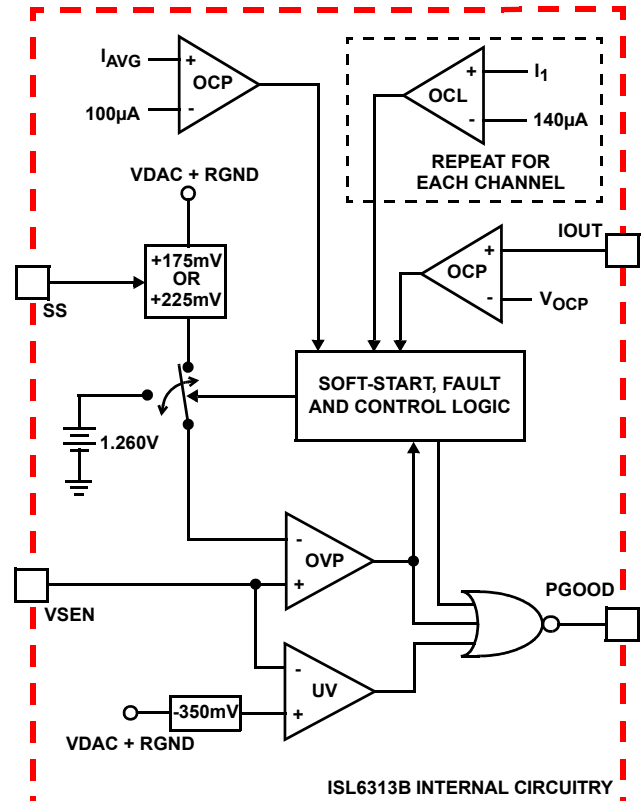 I_AVG
+
OCP
100µA
-
+
I_1
OCL
-
140µA
REPEAT FOR
EACH CHANNEL
VDAC + RGND
+175mV
OR
+225mV
SS
IOUT
+
OCP
-
V_OCP
SOFT-START, FAULT
AND CONTROL LOGIC
1.260V
-
OVP
+
VSEN
PGOOD
-
UV
+
-350mV
VDAC + RGND
ISL6313B INTERNAL CIRCUITRY